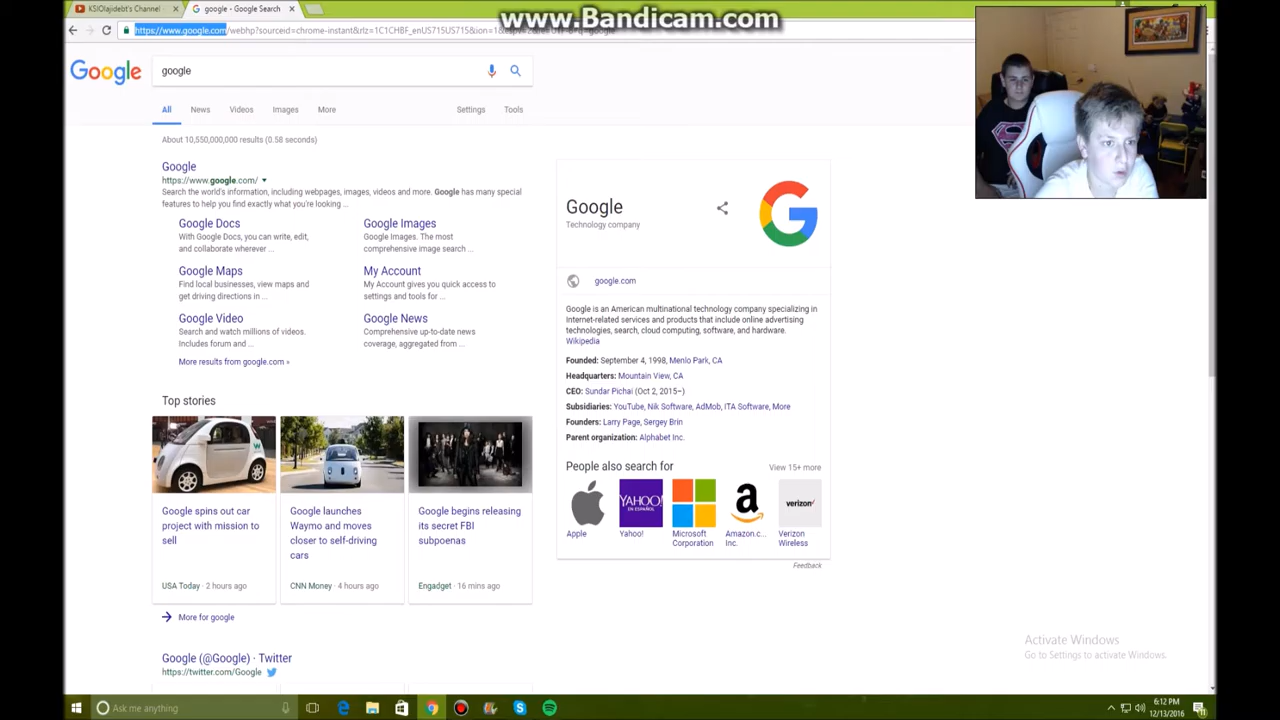 www.Bandicam.com
KSIOlajidebt's Channel
google - Google Search
https://www.google.com/webhp?sourceid=chrome-instant&rlz=1C1CHBF_enUS715US715&ion=1&espv=2&ie=UTF-8#q=google
Google
google
All
News
Videos
Images
More
Settings
Tools
About 10,550,000,000 results (0.58 seconds)
Google
https://www.google.com/
Search the world's information, including webpages, images, videos and more. Google has many special
features to help you find exactly what you're looking ...
Google Docs
With Google Docs, you can write, edit,
and collaborate wherever ...
Google Images
Google Images. The most
comprehensive image search ...
Google Maps
Find local businesses, view maps and
get driving directions in ...
My Account
My Account gives you quick access to
settings and tools for ...
Google Video
Search and watch millions of videos.
Includes forum and ...
Google News
Comprehensive up-to-date news
coverage, aggregated from ...
More results from google.com »
Top stories
Google spins out car
project with mission to
sell
USA Today · 2 hours ago
Google launches
Waymo and moves
closer to self-driving
cars
CNN Money · 4 hours ago
Google begins releasing
its secret FBI
subpoenas
Engadget · 16 mins ago
More for google
Google (@Google) · Twitter
https://twitter.com/Google
Google
Technology company
google.com
Google is an American multinational technology company specializing in
Internet-related services and products that include online advertising
technologies, search, cloud computing, software, and hardware.
Wikipedia
Founded: September 4, 1998, Menlo Park, CA
Headquarters: Mountain View, CA
CEO: Sundar Pichai (Oct 2, 2015–)
Subsidiaries: YouTube, Nik Software, AdMob, ITA Software, More
Founders: Larry Page, Sergey Brin
Parent organization: Alphabet Inc.
People also search for
View 15+ more
YAHOO!
EN ESPAÑOL
verizon
Apple
Yahoo!
Microsoft
Corporation
Amazon.c...
Inc.
Verizon
Wireless
Feedback
Activate Windows
Go to Settings to activate Windows.
Ask me anything
6:12 PM
12/13/2016